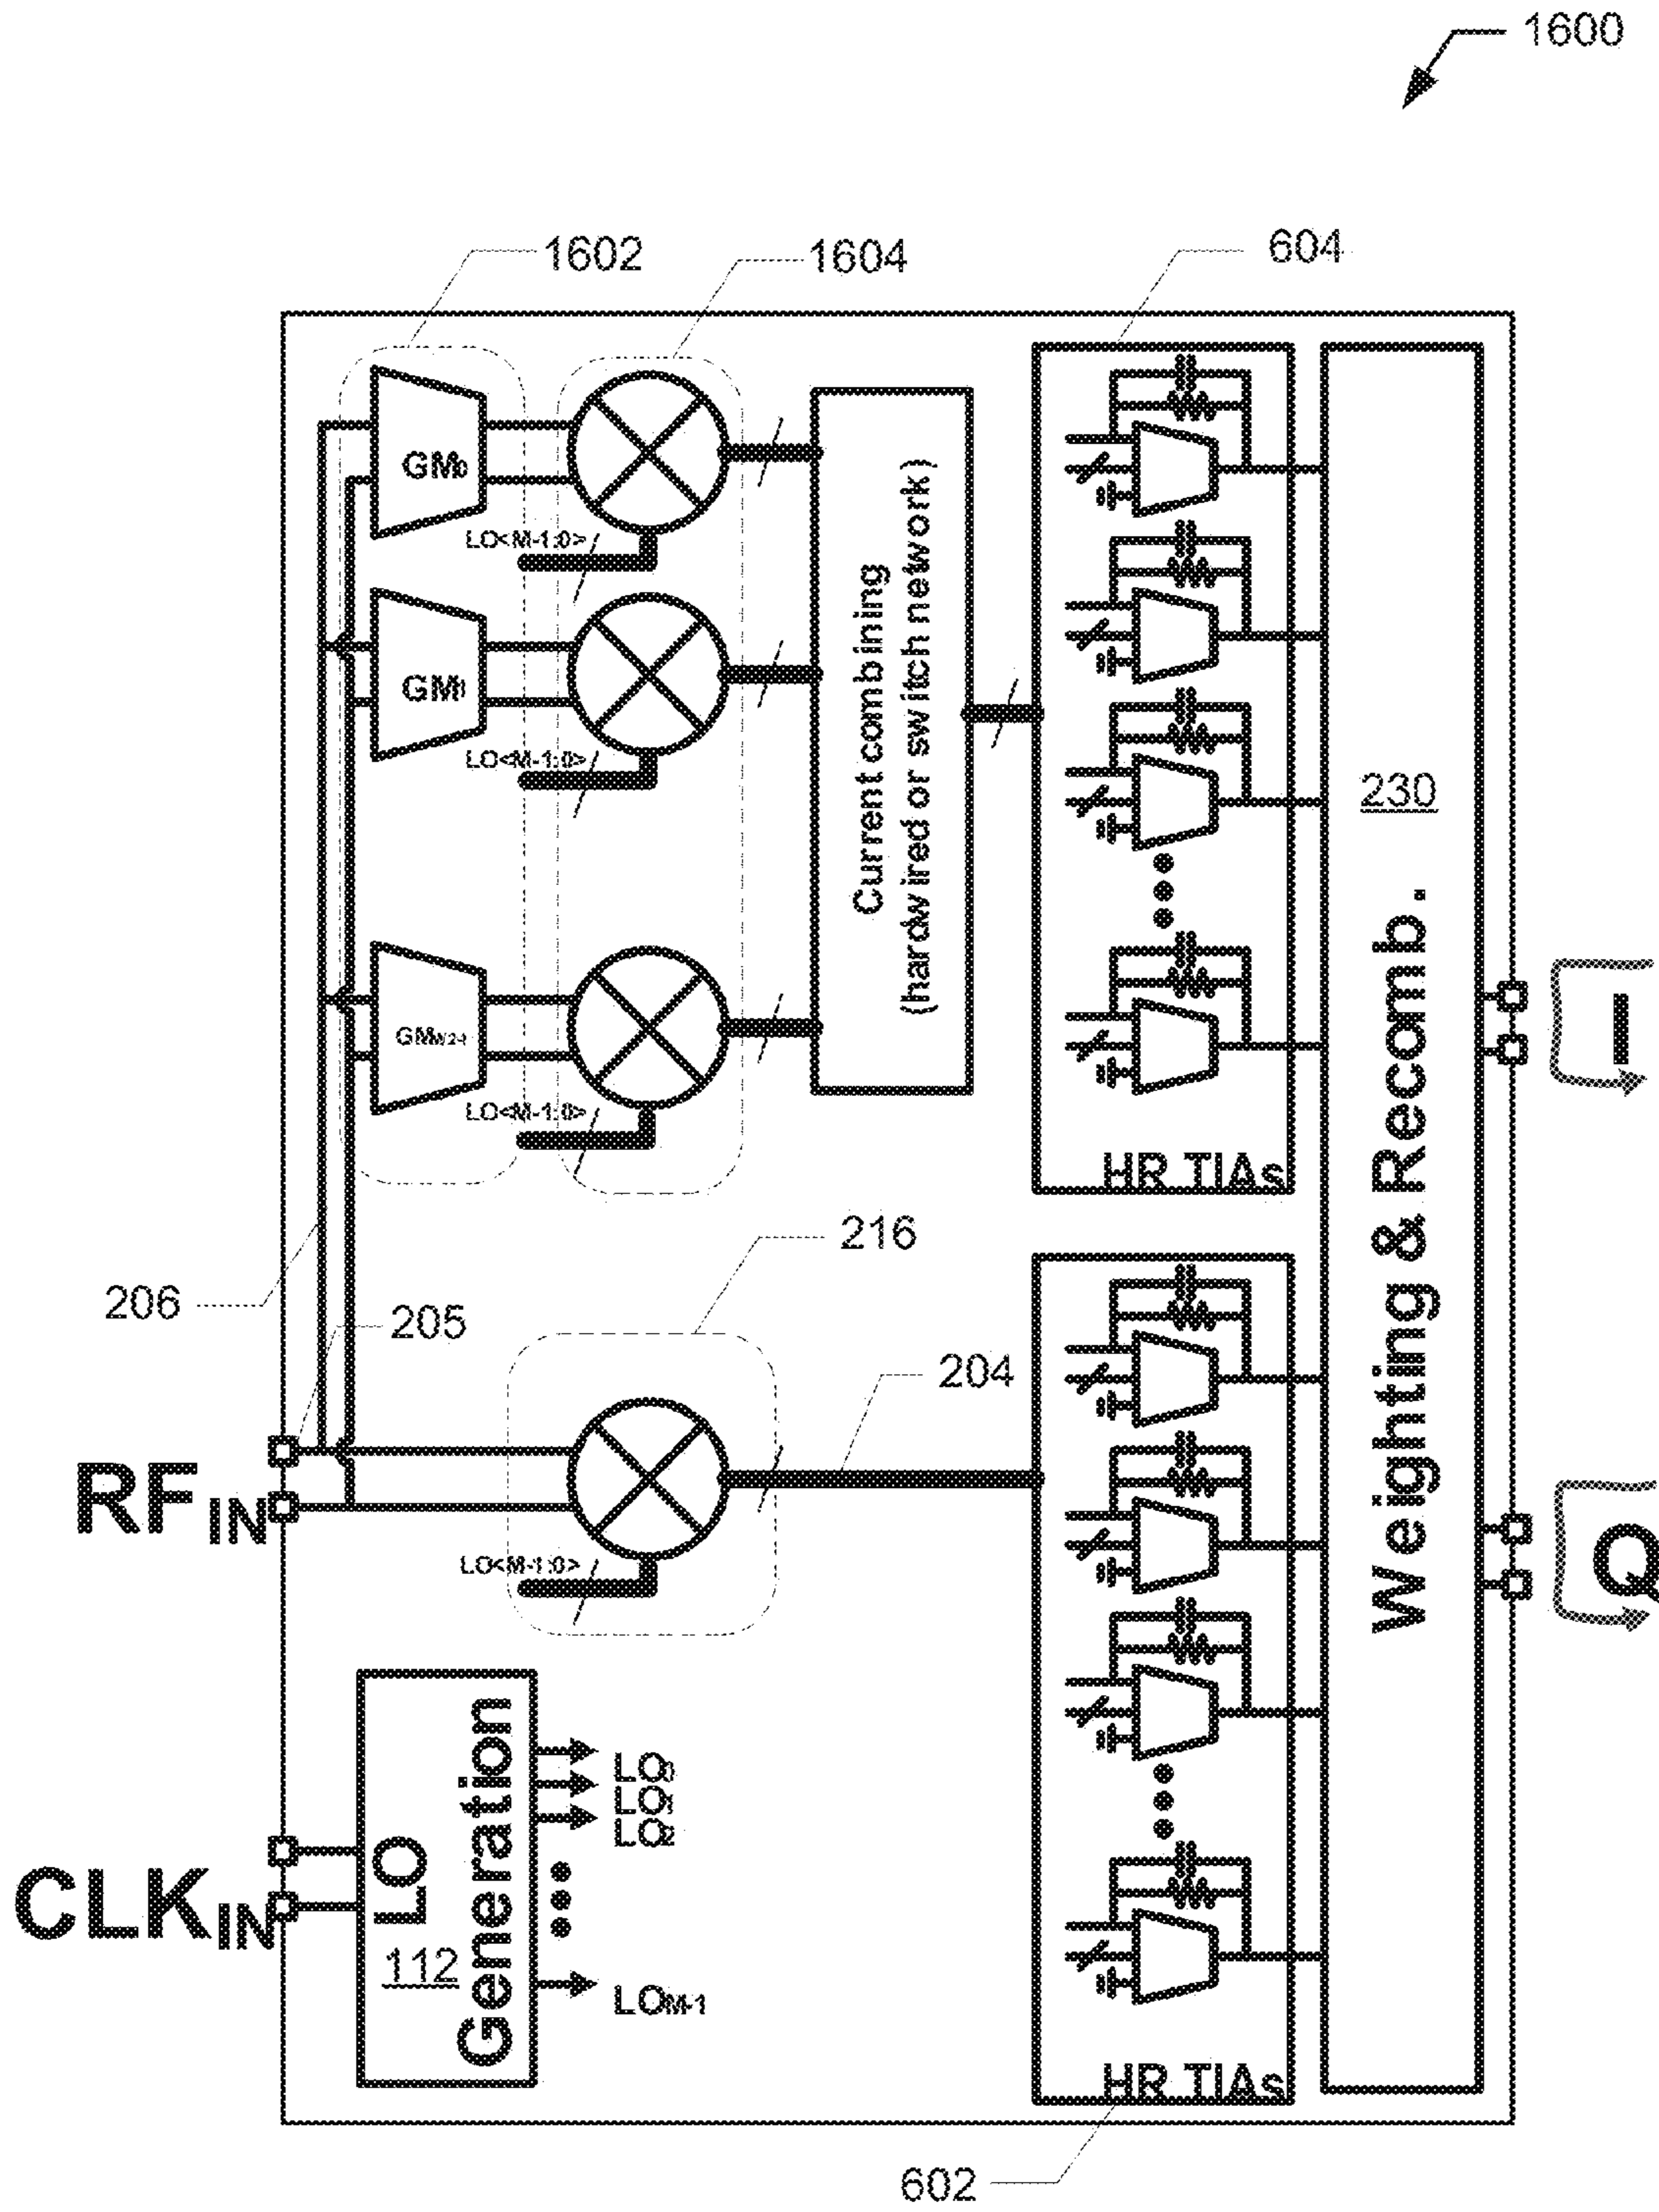 1600
1602
1604
604
GM0
LO<M-1:0>
GM1
LO<M-1:0>
GMM/2-1
LO<M-1:0>
Current combining
(hardwired or switch network)
HR TIAs
230
Weighting & Recomb.
I
Q
216
206
205
204
RFIN
LO<M-1:0>
CLKIN
LO
Generation
112
LO0
LO1
LO2
LOM-1
HR TIAs
602